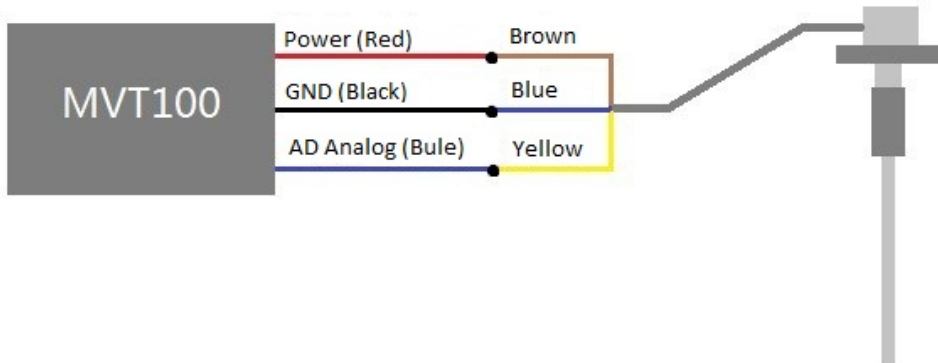 Power (Red)
Brown
MVT100
GND (Black)
Blue
AD Analog (Bule)
Yellow